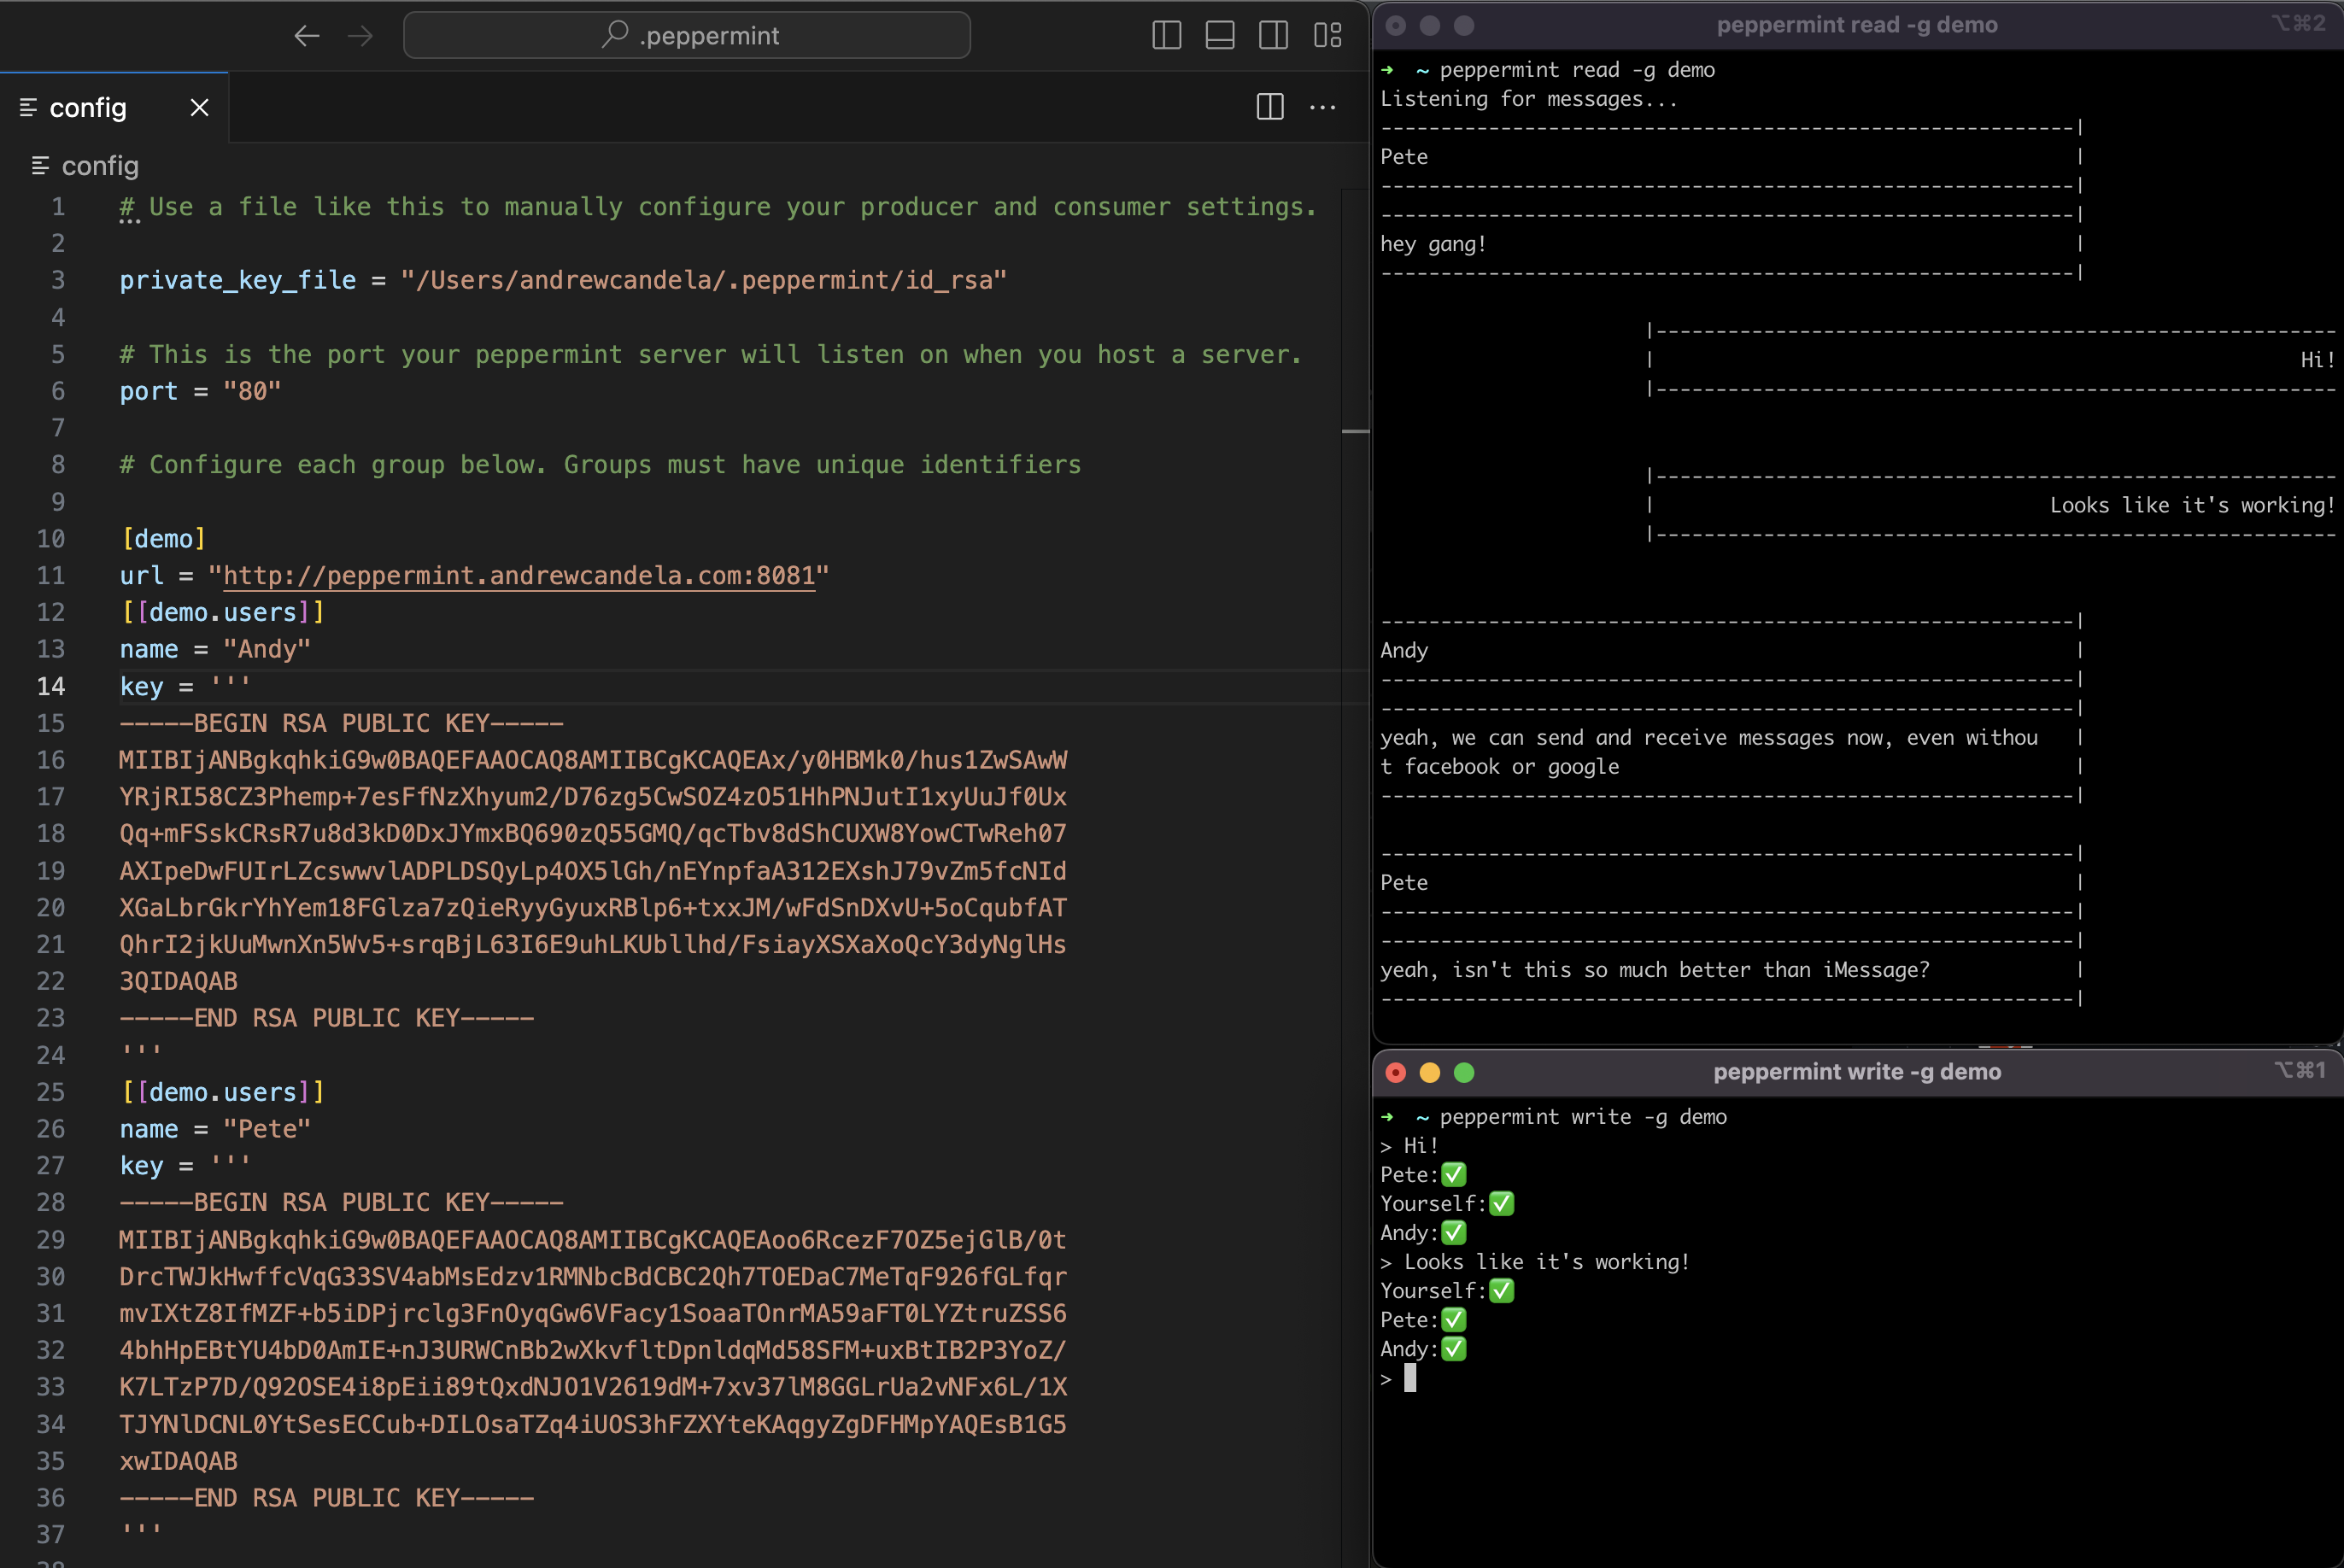 .peppermint
config
config
1 # Use a file like this to manually configure your producer and consumer settings.
2
3 private_key_file = "/Users/andrewcandela/.peppermint/id_rsa"
4
5 # This is the port your peppermint server will listen on when you host a server.
6 port = "80"
7
8 # Configure each group below. Groups must have unique identifiers
9
10 [demo]
11 url = "http://peppermint.andrewcandela.com:8081"
12 [[demo.users]]
13 name = "Andy"
14 key = '''
15 -----BEGIN RSA PUBLIC KEY-----
16 MIIBIjANBgkqhkiG9w0BAQEFAAOCAQ8AMIIBCgKCAQEAx/y0HBMk0/hus1ZwSAwW
17 YRjRI58CZ3Phemp+7esFfNzXhyum2/D76zg5CwSOZ4zO51HhPNJutI1xyUuJf0Ux
18 Qq+mFSskCRsR7u8d3kD0DxJYmxBQ690zQ55GMQ/qcTbv8dShCUXW8YowCTwReh07
19 AXIpeDwFUIrLZcswwvlADPLDSQyLp4OX5lGh/nEYnpfaA312EXshJ79vZm5fcNId
20 XGaLbrGkrYhYem18FGlza7zQieRyyGyuxRBlp6+txxJM/wFdSnDXvU+5oCqubfAT
21 QhrI2jkUuMwnXn5Wv5+srqBjL63I6E9uhLKUbllhd/FsiayXSXaXoQcY3dyNglHs
22 3QIDAQAB
23 -----END RSA PUBLIC KEY-----
24 '''
25 [[demo.users]]
26 name = "Pete"
27 key = '''
28 -----BEGIN RSA PUBLIC KEY-----
29 MIIBIjANBgkqhkiG9w0BAQEFAAOCAQ8AMIIBCgKCAQEAoo6RcezF7OZ5ejGlB/0t
30 DrcTWJkHwffcVqG33SV4abMsEdzv1RMNbcBdCBC2Qh7TOEDaC7MeTqF926fGLfqr
31 mvIXtZ8IfMZF+b5iDPjrclg3FnOyqGw6VFacy1SoaaTOnrMA59aFT0LYZtruZSS6
32 4bhHpEBtYU4bD0AmIE+nJ3URWCnBb2wXkvfltDpnldqMd58SFM+uxBtIB2P3YoZ/
33 K7LTzP7D/Q92OSE4i8pEii89tQxdNJO1V2619dM+7xv37lM8GGLrUa2vNFx6L/1X
34 TJYNlDCNL0YtSesECCub+DILOsaTZq4iUOS3hFZXYteKAqgyZgDFHMpYAQEsB1G5
35 xwIDAQAB
36 -----END RSA PUBLIC KEY-----
37 '''
peppermint read -g demo ⌥⌘2
➜ ~ peppermint read -g demo
Listening for messages...
Pete
hey gang!
Hi!
Looks like it's working!
Andy
yeah, we can send and receive messages now, even withou
t facebook or google
Pete
yeah, isn't this so much better than iMessage?
peppermint write -g demo ⌥⌘1
➜ ~ peppermint write -g demo
> Hi!
Pete:✅
Yourself:✅
Andy:✅
> Looks like it's working!
Yourself:✅
Pete:✅
Andy:✅
>